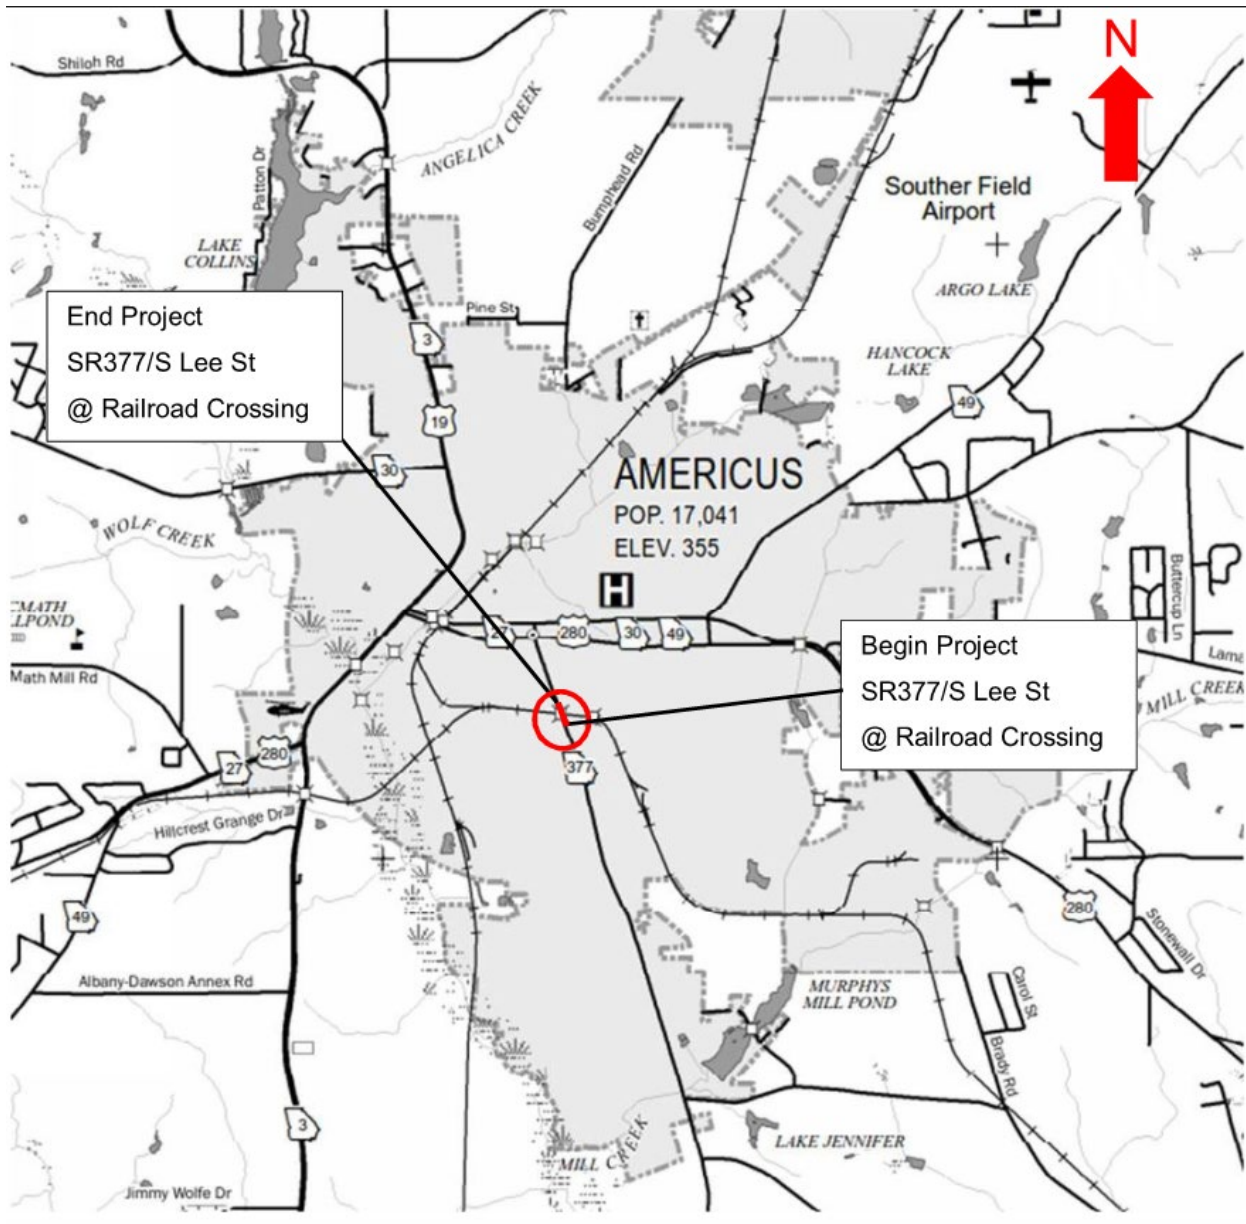 N
Shiloh Rd
ANGELICA CREEK
Patton Dr
Bumphead Rd
Souther Field
Airport
LAKE
COLLINS
ARGO LAKE
End Project
SR377/S Lee St
@ Railroad Crossing
Pine St
3
HANCOCK
LAKE
49
19
30
AMERICUS
POP. 17,041
ELEV. 355
H
WOLF CREEK
Buttercup Ln
CMATH
LLPOND
27
280
30
49
Begin Project
SR377/S Lee St
@ Railroad Crossing
Lama
Math Mill Rd
MILL CREEK
27
280
377
Hillcrest Grange Dr
49
280
Stonewall Dr
Albany-Dawson Annex Rd
MURPHYS
MILL POND
Carol St
Brady Rd
3
MILL CREEK
LAKE JENNIFER
Jimmy Wolfe Dr